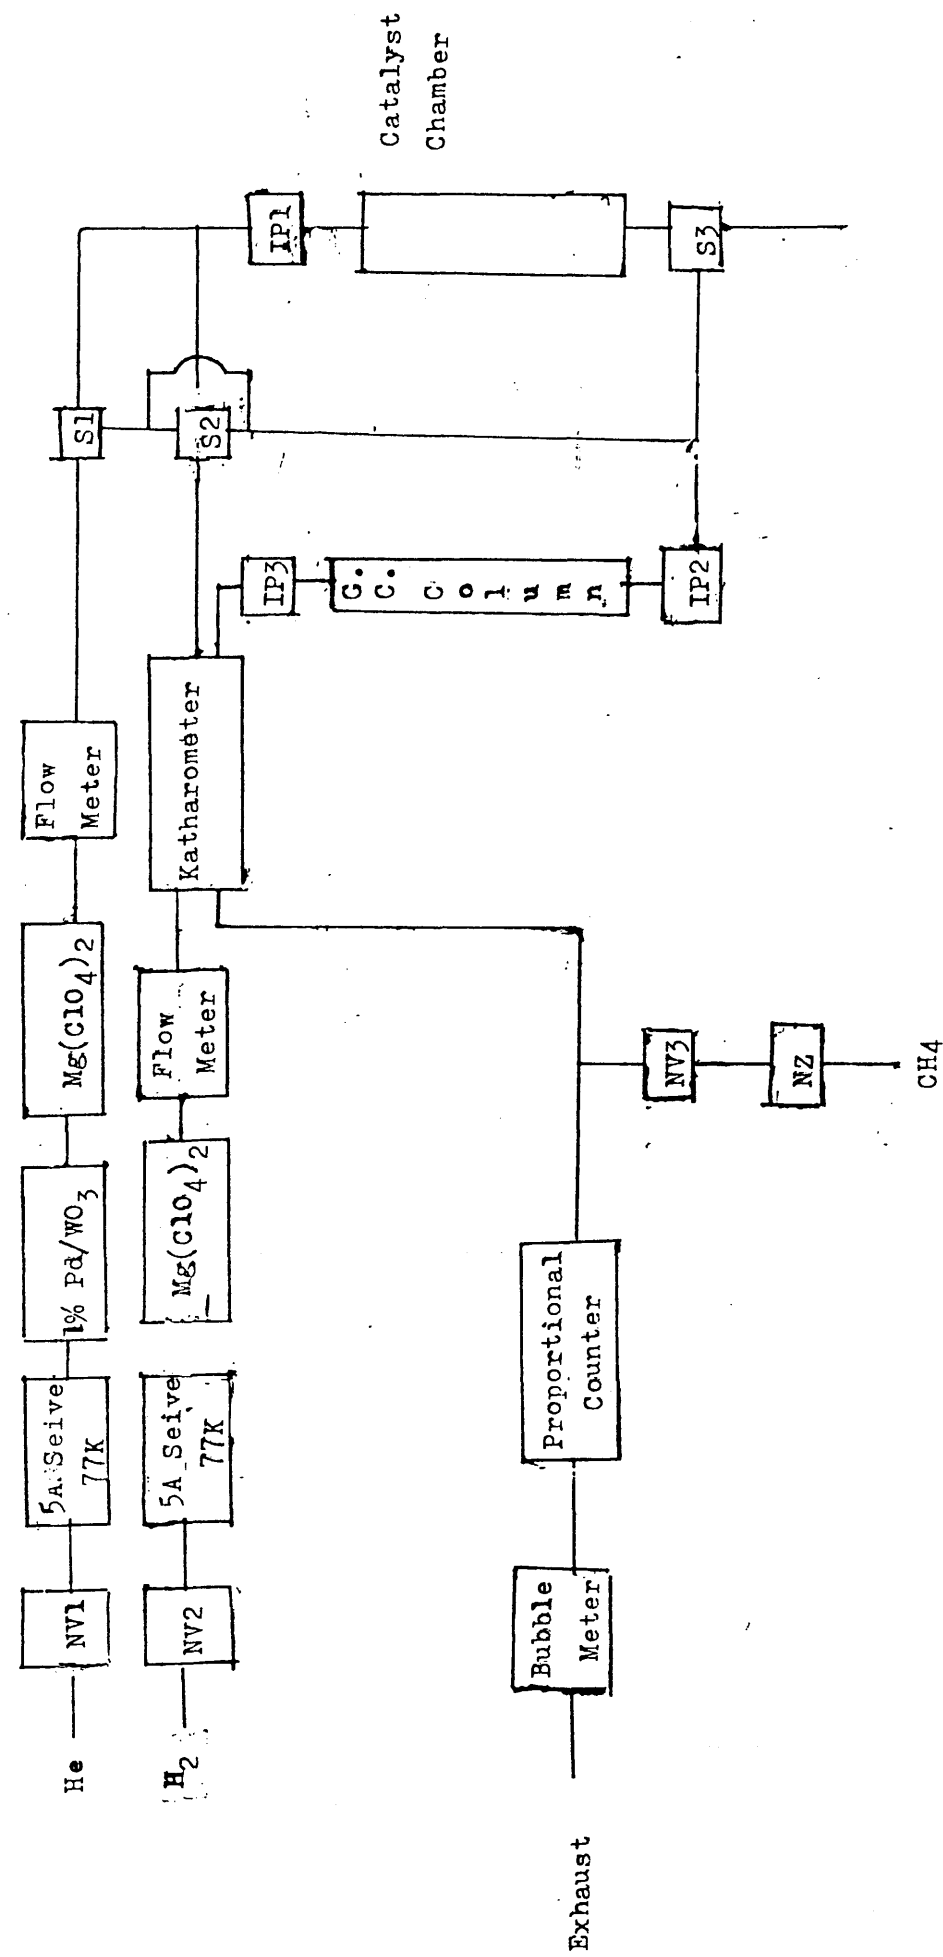 He
NV1
5A Seive
77K
1% Pd/WO3
Mg(ClO4)2
Flow
Meter
S1
H2
NV2
5A Seive
77K
Mg(ClO4)2
Flow
Meter
Katharometer
S2
IP3
IP1
G.
C.
C
o
l
u
m
n
Catalyst
Chamber
Exhaust
Bubble
Meter
Proportional
Counter
NV3
NZ
CH4
IP2
S3